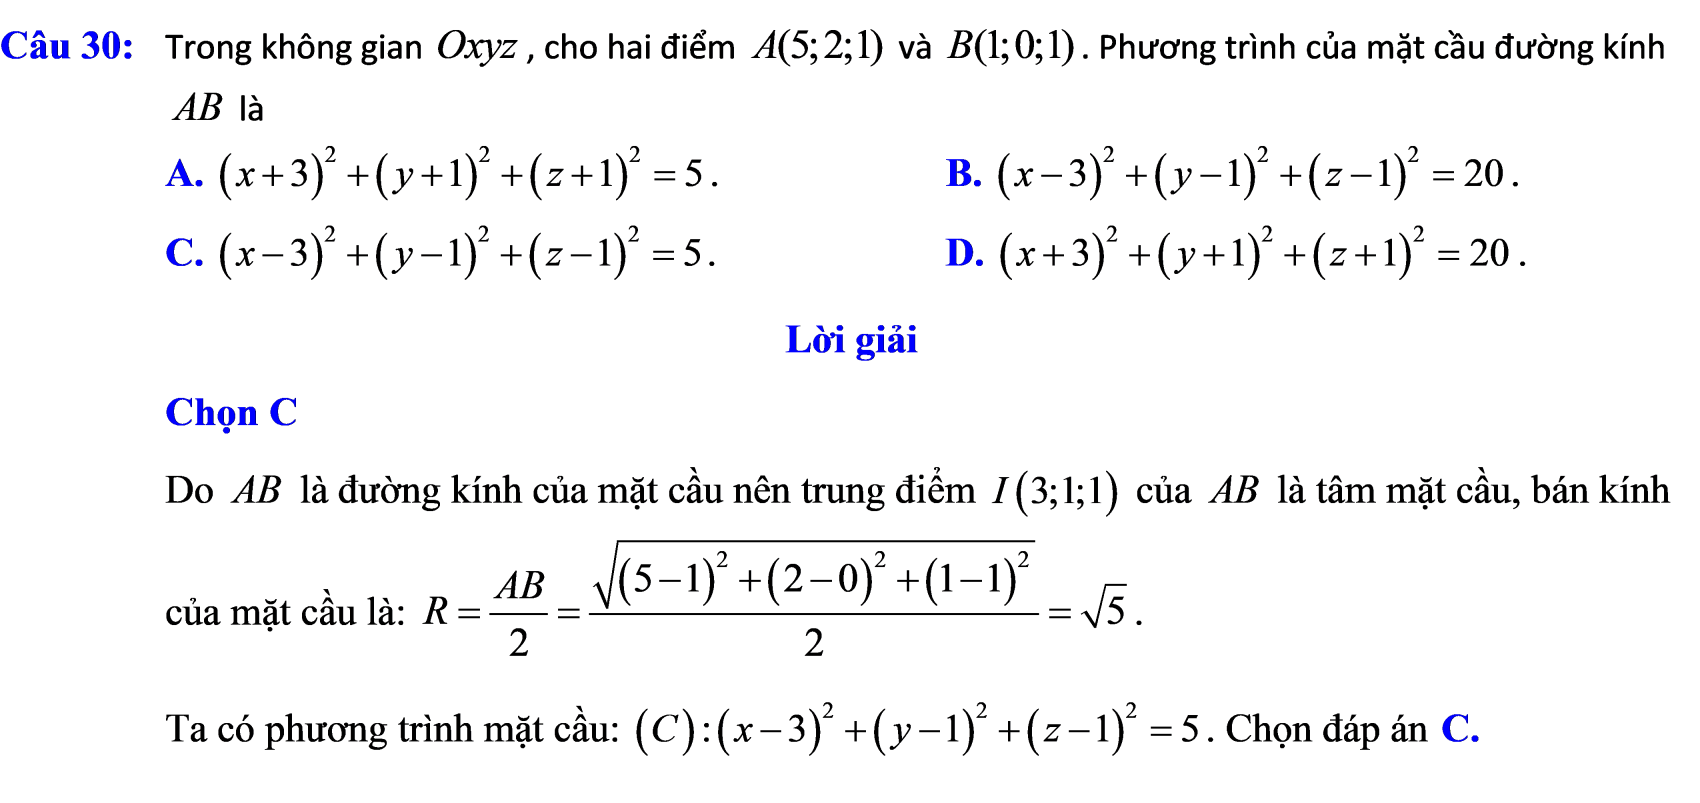 Câu 30: Trong không gian Oxyz, cho hai điểm A(5;2;1) và B(1;0;1). Phương trình của mặt cầu đường kính
AB là
A. (x+3)² + (y+1)² + (z+1)² = 5. B. (x−3)² + (y−1)² + (z−1)² = 20.
C. (x−3)² + (y−1)² + (z−1)² = 5. D. (x+3)² + (y+1)² + (z+1)² = 20.
Lời giải
Chọn C
Do AB là đường kính của mặt cầu nên trung điểm I(3;1;1) của AB là tâm mặt cầu, bán kính
của mặt cầu là: R = AB/2 = √((5−1)² + (2−0)² + (1−1)²)/2 = √5.
Ta có phương trình mặt cầu: (C):(x−3)² + (y−1)² + (z−1)² = 5. Chọn đáp án C.